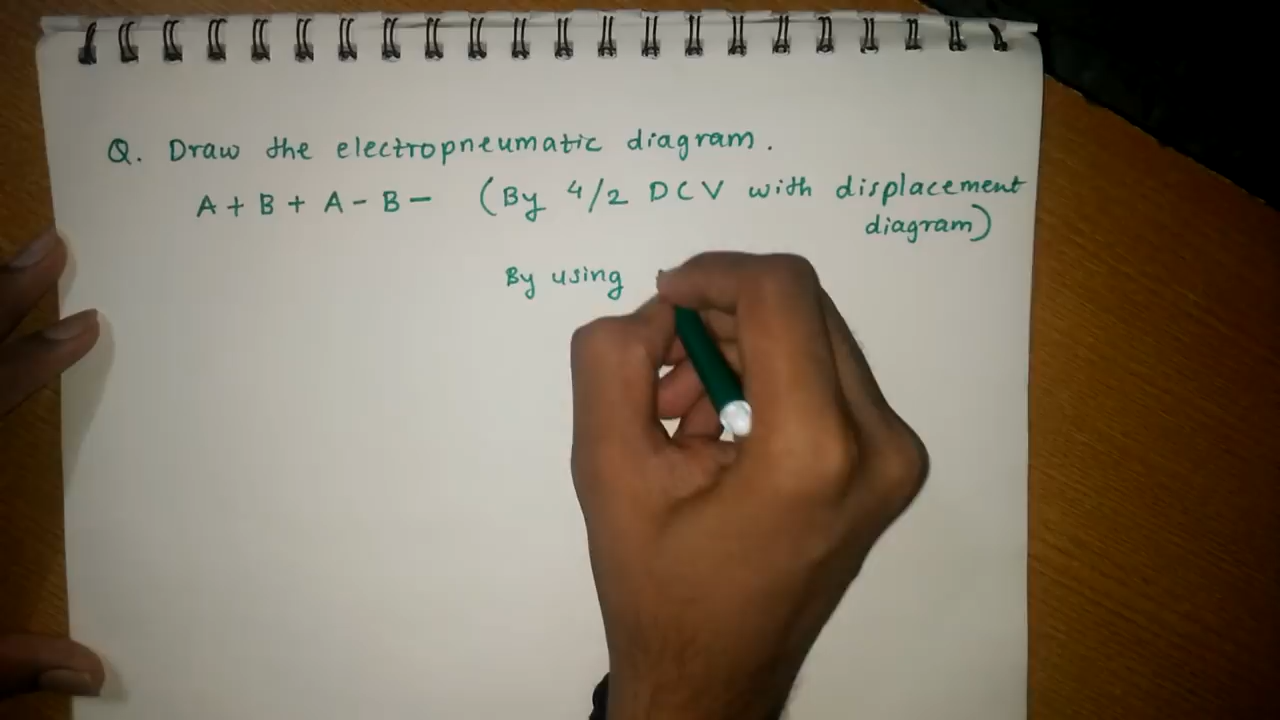 Q. Draw the electropneumatic diagram.
A + B + A - B - (By 4/2 DCV with displacement
diagram)
By using